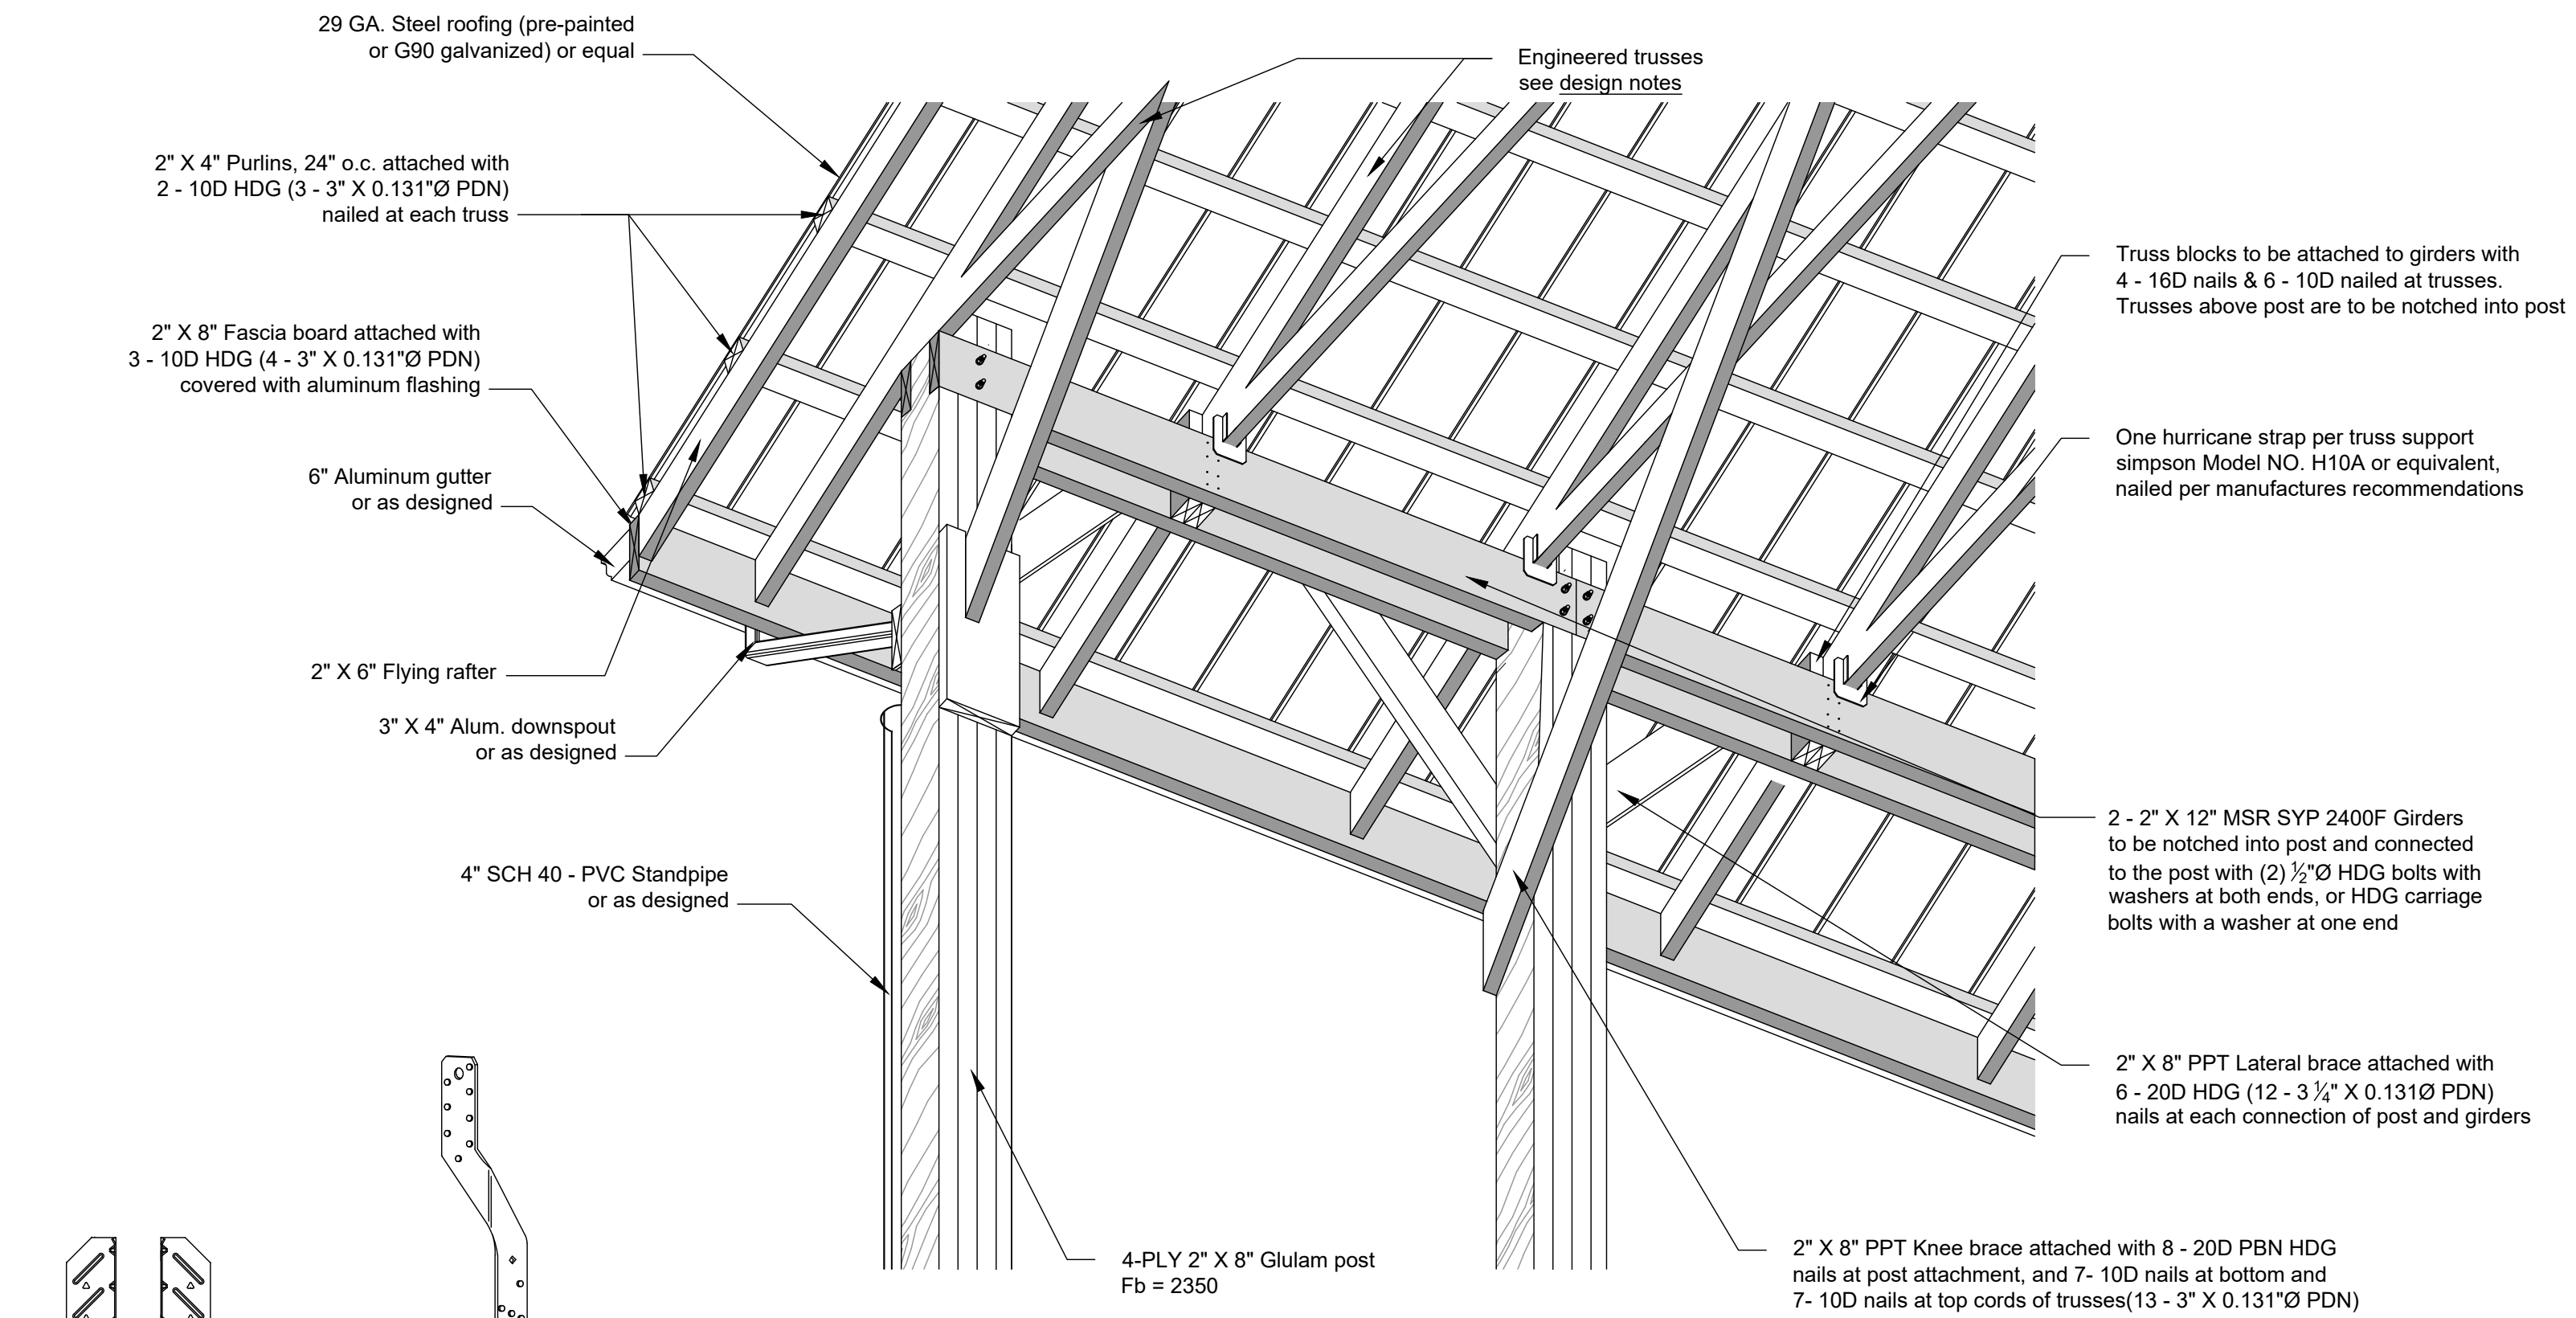 29 GA. Steel roofing (pre-painted
or G90 galvanized) or equal
Engineered trusses
see design notes
2" X 4" Purlins, 24" o.c. attached with
2 - 10D HDG (3 - 3" X 0.131"Ø PDN)
nailed at each truss
Truss blocks to be attached to girders with
4 - 16D nails & 6 - 10D nailed at trusses.
Trusses above post are to be notched into post
2" X 8" Fascia board attached with
3 - 10D HDG (4 - 3" X 0.131"Ø PDN)
covered with aluminum flashing
One hurricane strap per truss support
simpson Model NO. H10A or equivalent,
nailed per manufactures recommendations
6" Aluminum gutter
or as designed
2" X 6" Flying rafter
3" X 4" Alum. downspout
or as designed
2 - 2" X 12" MSR SYP 2400F Girders
to be notched into post and connected
to the post with (2) ½"Ø HDG bolts with
washers at both ends, or HDG carriage
bolts with a washer at one end
4" SCH 40 - PVC Standpipe
or as designed
2" X 8" PPT Lateral brace attached with
6 - 20D HDG (12 - 3 ¼" X 0.131Ø PDN)
nails at each connection of post and girders
4-PLY 2" X 8" Glulam post
Fb = 2350
2" X 8" PPT Knee brace attached with 8 - 20D PBN HDG
nails at post attachment, and 7- 10D nails at bottom and
7- 10D nails at top cords of trusses(13 - 3" X 0.131"Ø PDN)